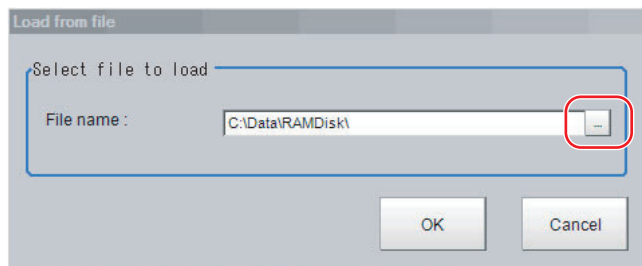 Load from file
Select file to load
File name :
C:\Data\RAMDisk\
...
OK
Cancel